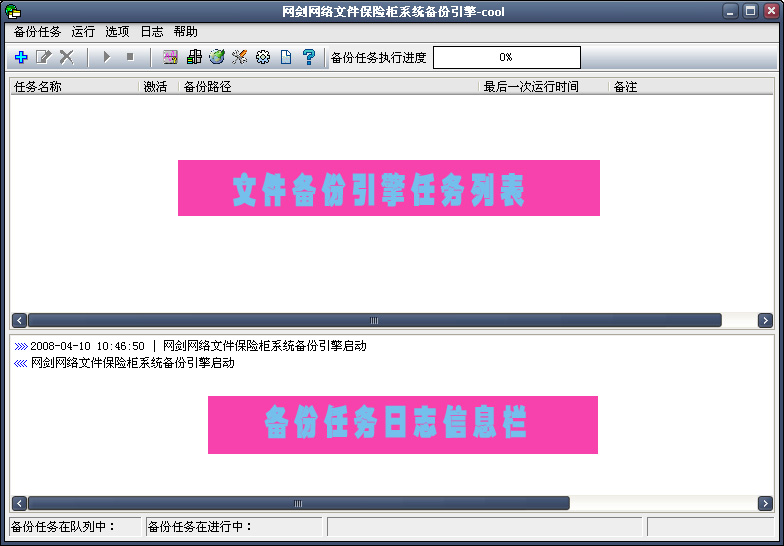 网剑网络文件保险柜系统备份引擎-cool
备份任务 运行 选项 日志 帮助
备份任务执行进度 0%
任务名称 激活 备份路径 最后一次运行时间 备注
文件备份引擎任务列表
2008-04-10 10:46:50 | 网剑网络文件保险柜系统备份引擎启动
网剑网络文件保险柜系统备份引擎启动
备份任务日志信息栏
备份任务在队列中： 备份任务在进行中：